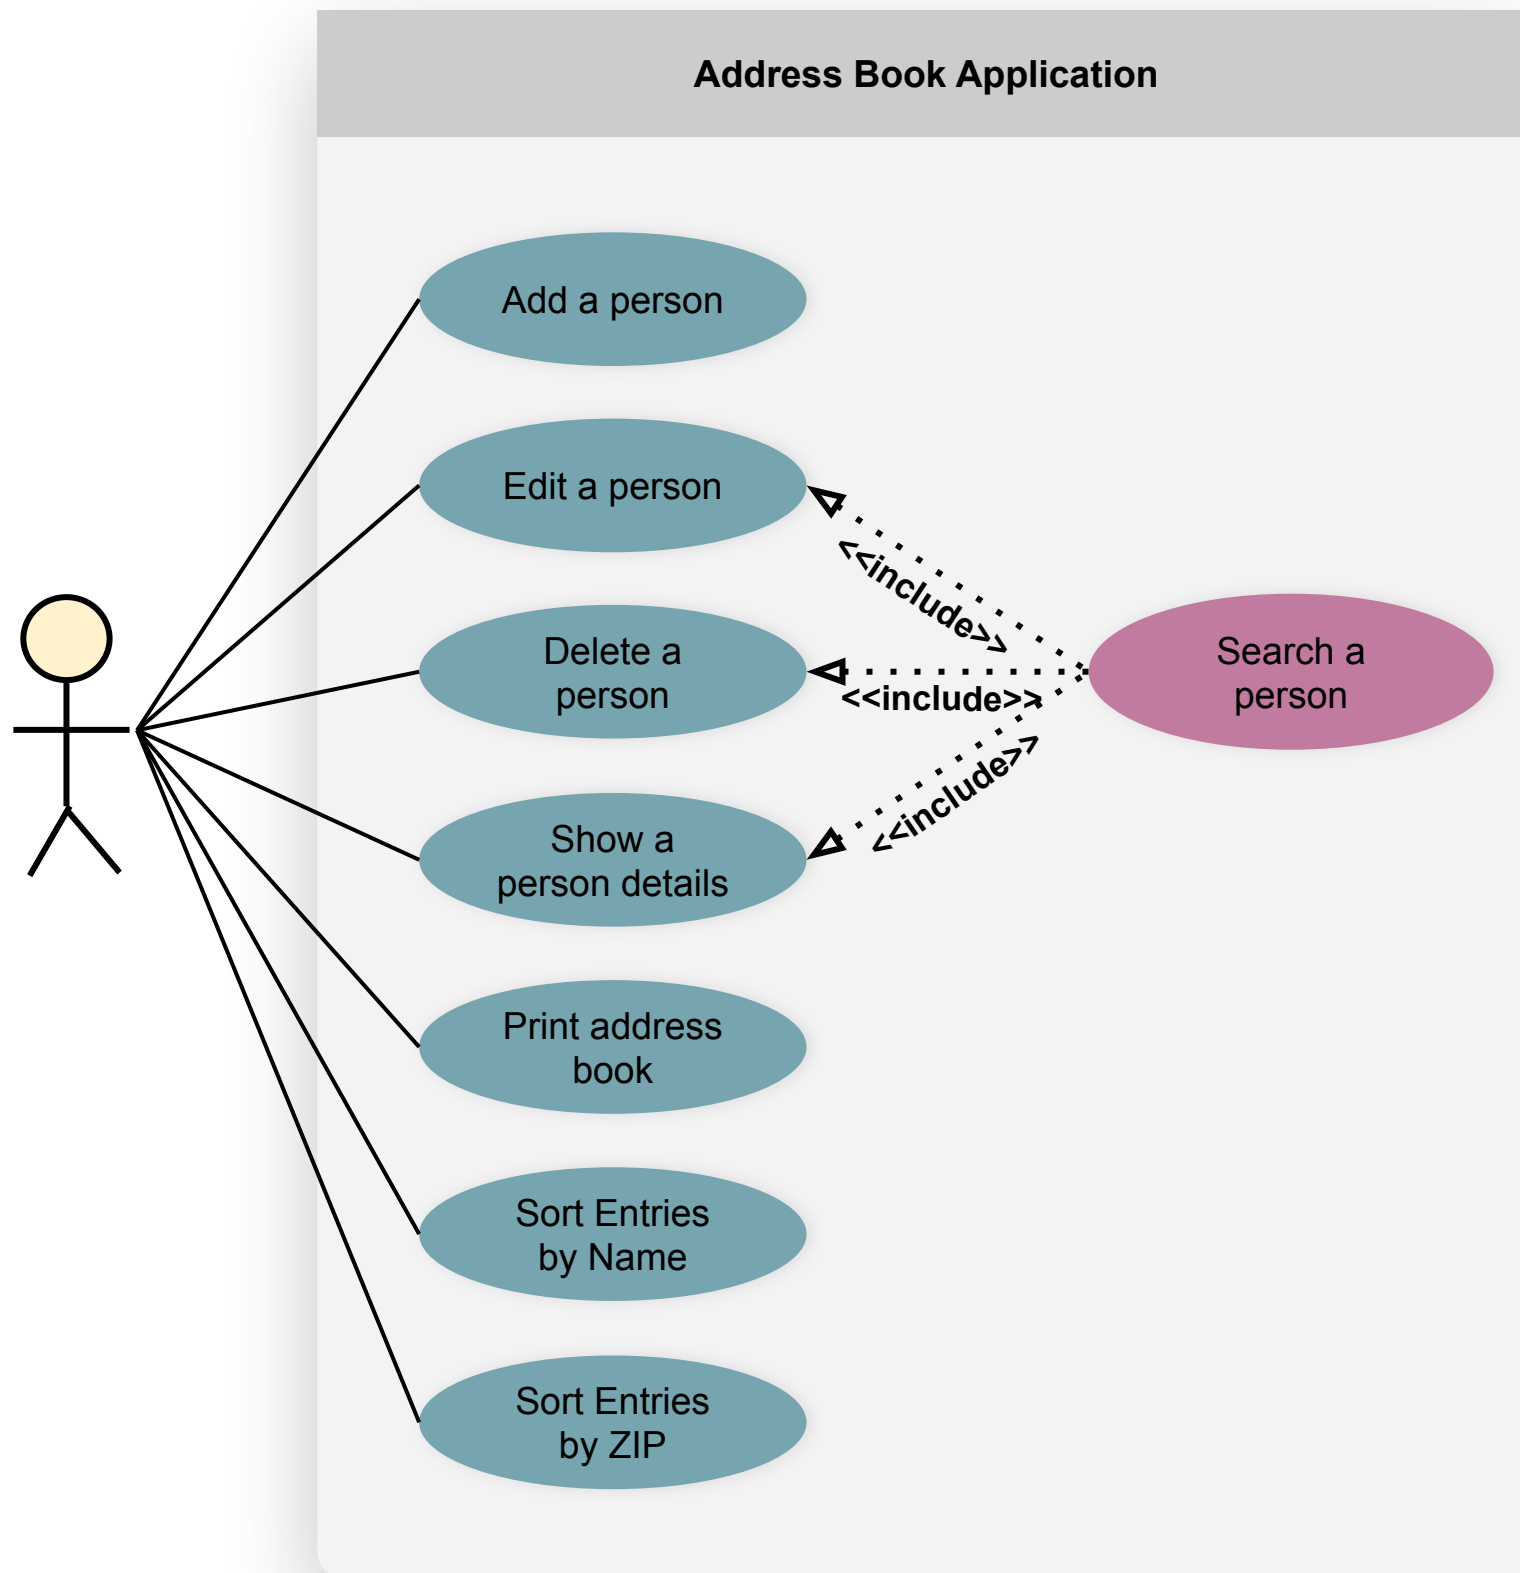 Address Book Application
Add a person
Edit a person
<<include>>
Delete a
person
<<include>>
Search a
person
<<include>>
Show a
person details
Print address
book
Sort Entries
by Name
Sort Entries
by ZIP